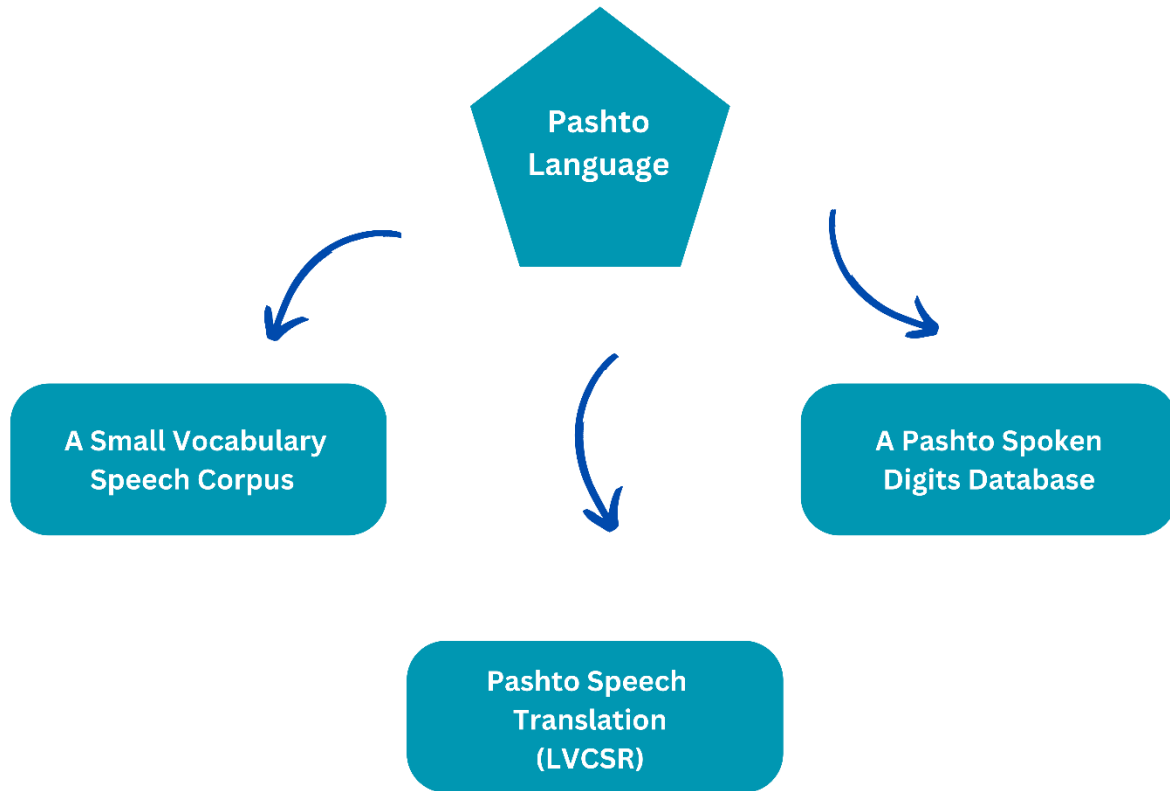 Pashto
Language
A Small Vocabulary
Speech Corpus
A Pashto Spoken
Digits Database
Pashto Speech
Translation
(LVCSR)